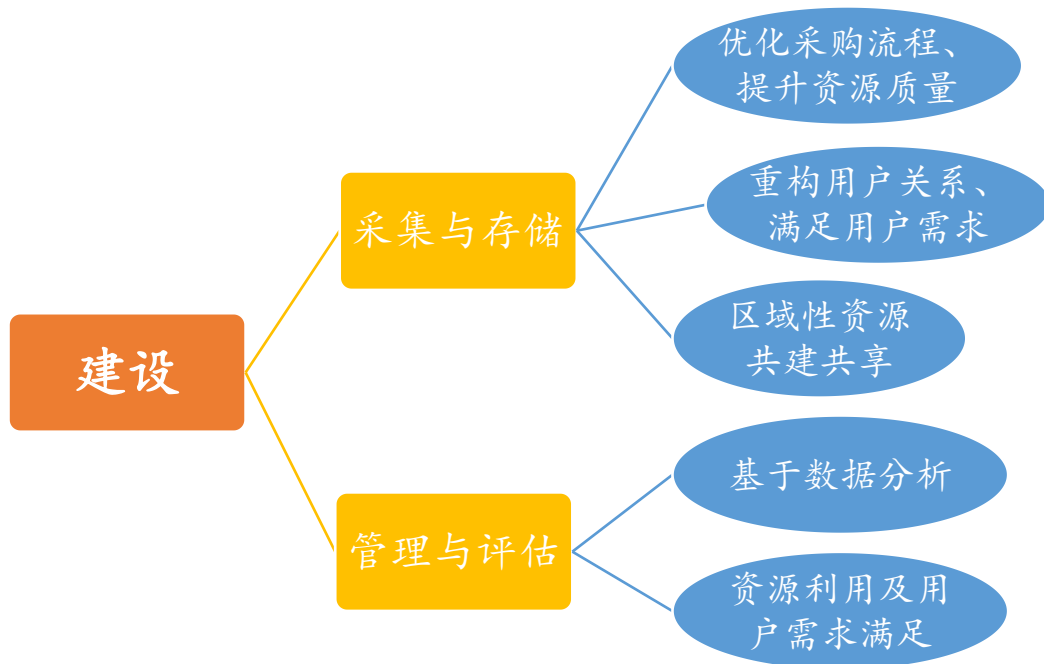 优化采购流程、
提升资源质量
重构用户关系、
满足用户需求
采集与存储
区域性资源
共建共享
建设
基于数据分析
管理与评估
资源利用及用
户需求满足